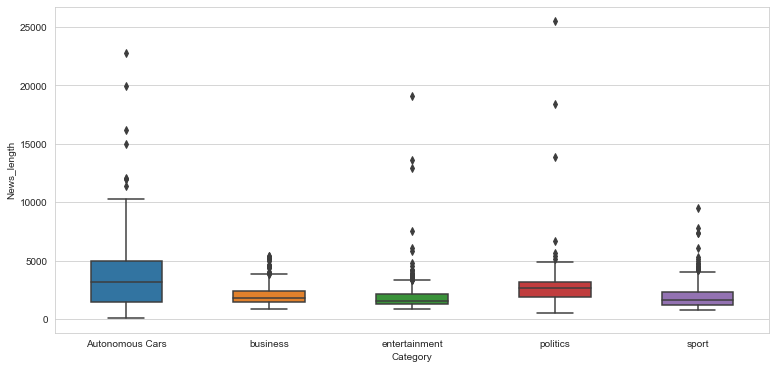 25000
20000
15000
10000
5000
0
News_length
Autonomous Cars business entertainment politics sport
Category